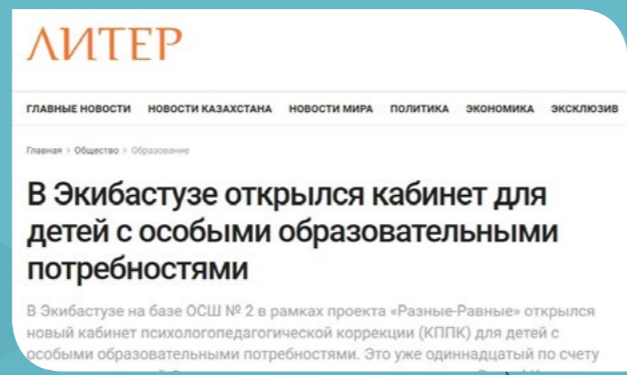 ЛИТЕР
ГЛАВНЫЕ НОВОСТИ НОВОСТИ КАЗАХСТАНА НОВОСТИ МИРА ПОЛИТИКА ЭКОНОМИКА ЭКСКЛЮЗИВ
Главная > Общество > Образование
В Экибастузе открылся кабинет для
детей с особыми образовательными
потребностями
В Экибастузе на базе ОСШ № 2 в рамках проекта «Разные-Равные» открылся
новый кабинет психологопедагогической коррекции (КППК) для детей с
особыми образовательными потребностями. Это уже одиннадцатый по счету